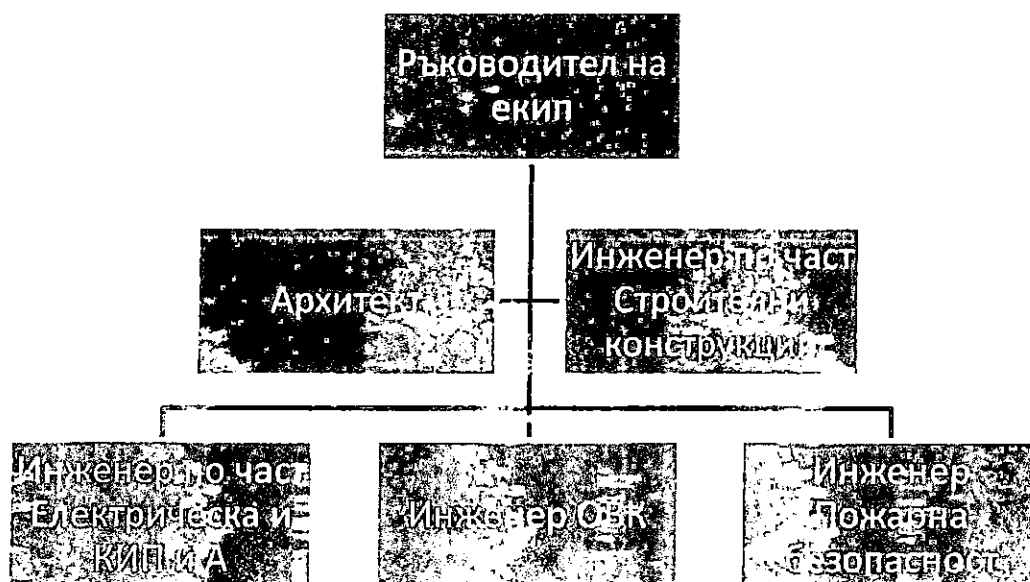 Ръководител на
екип
Архитект
Инженер по част
Строителни
конструкции
Инженер по част
Електрическа и
КИП и А
Инженер ОВК
Инженер
Пожарна
безопасност